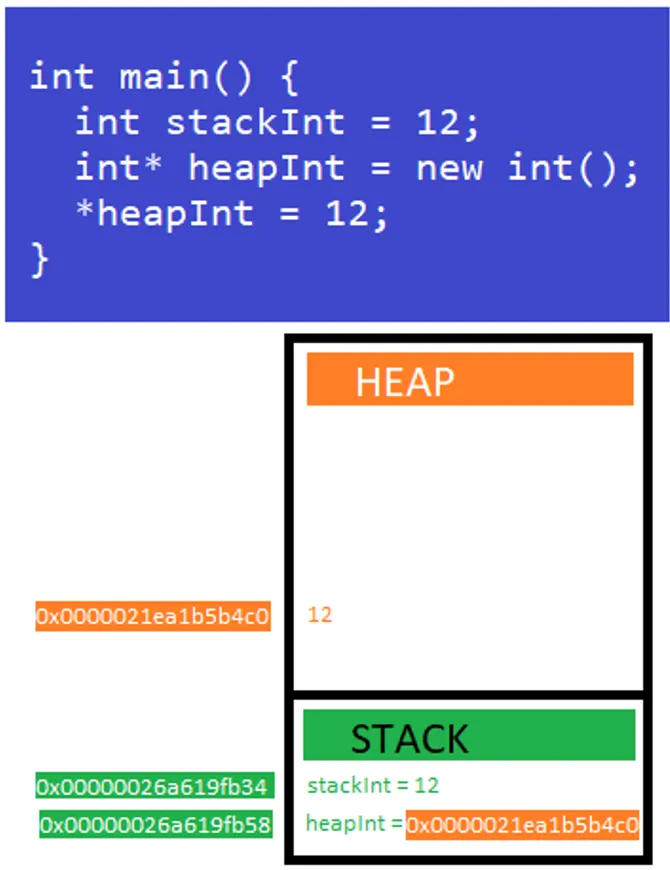 int main() {
int stackInt = 12;
int* heapInt = new int();
*heapInt = 12;
}
HEAP
0x0000021ea1b5b4c0 12
STACK
0x00000026a619fb34 stackInt = 12
0x00000026a619fb58 heapInt = 0x0000021ea1b5b4c0